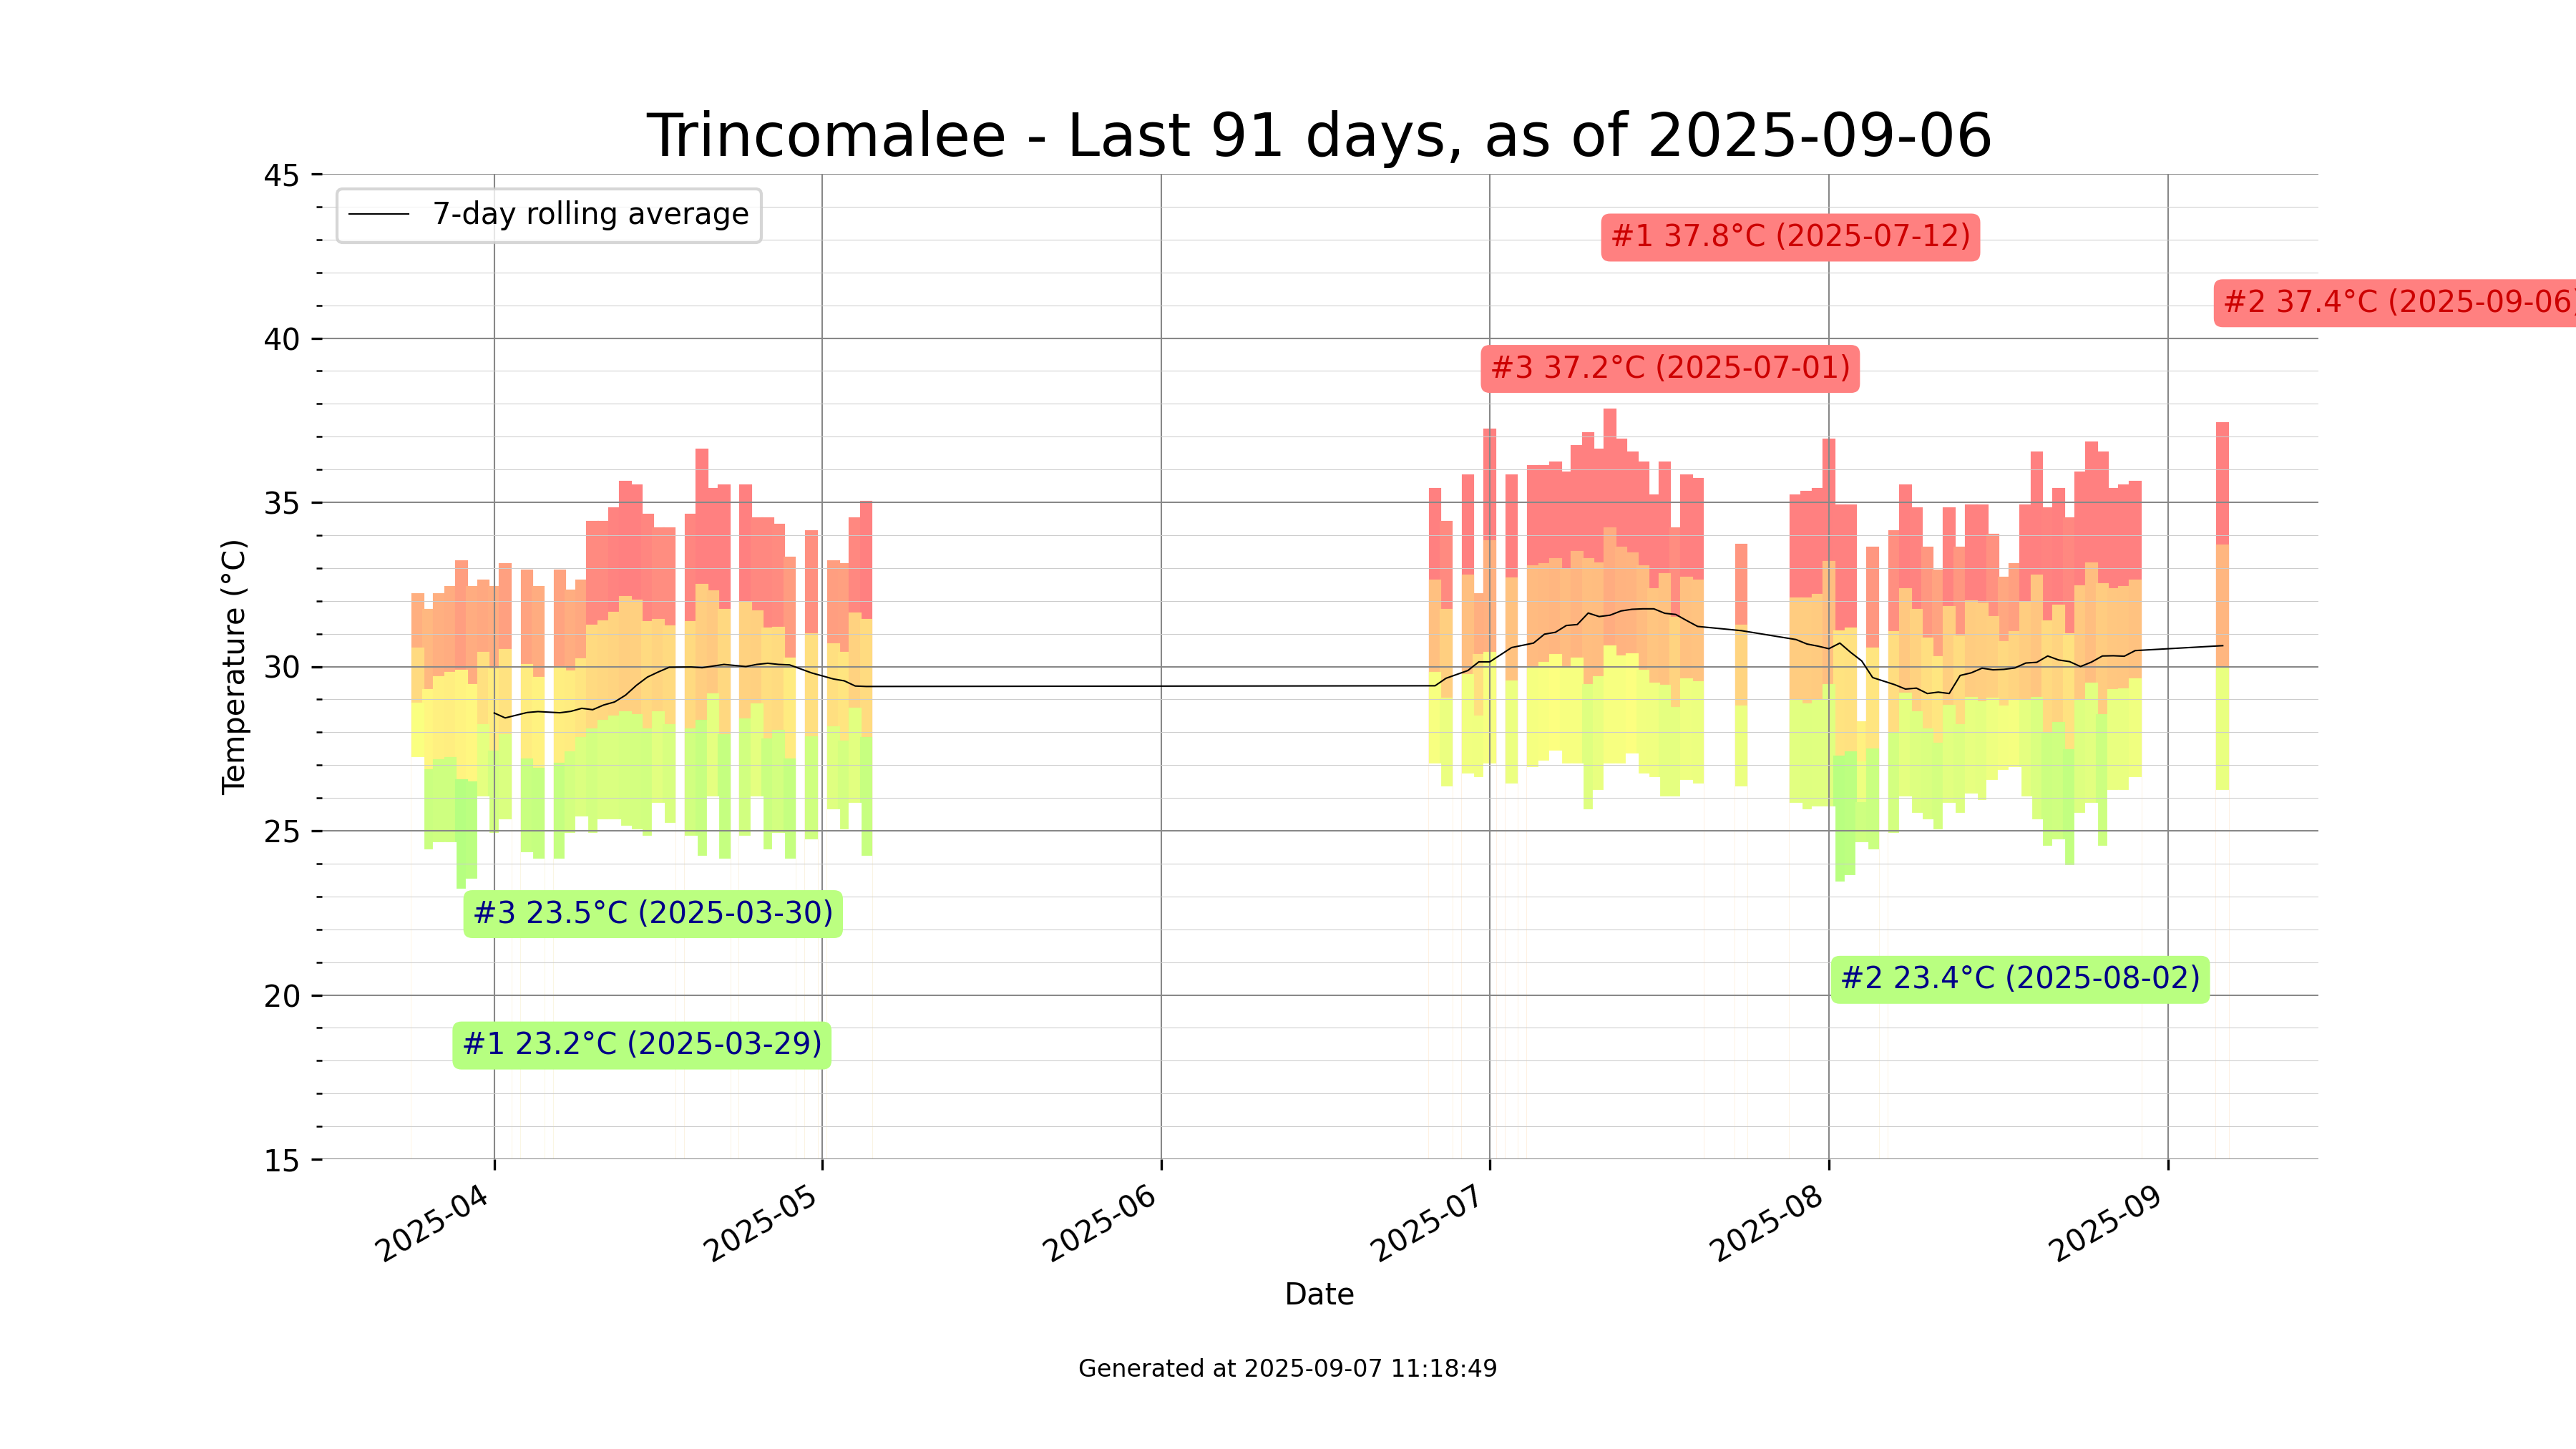 Trincomalee - Last 91 days, as of 2025-09-06
45
7-day rolling average
#1 37.8°C (2025-07-12)
#2 37.4°C (2025-09-06)
40
#3 37.2°C (2025-07-01)
35
Temperature (°C)
30
25
#3 23.5°C (2025-03-30)
#2 23.4°C (2025-08-02)
20
#1 23.2°C (2025-03-29)
15
2025-04
2025-05
2025-06
2025-07
2025-08
2025-09
Date
Generated at 2025-09-07 11:18:49